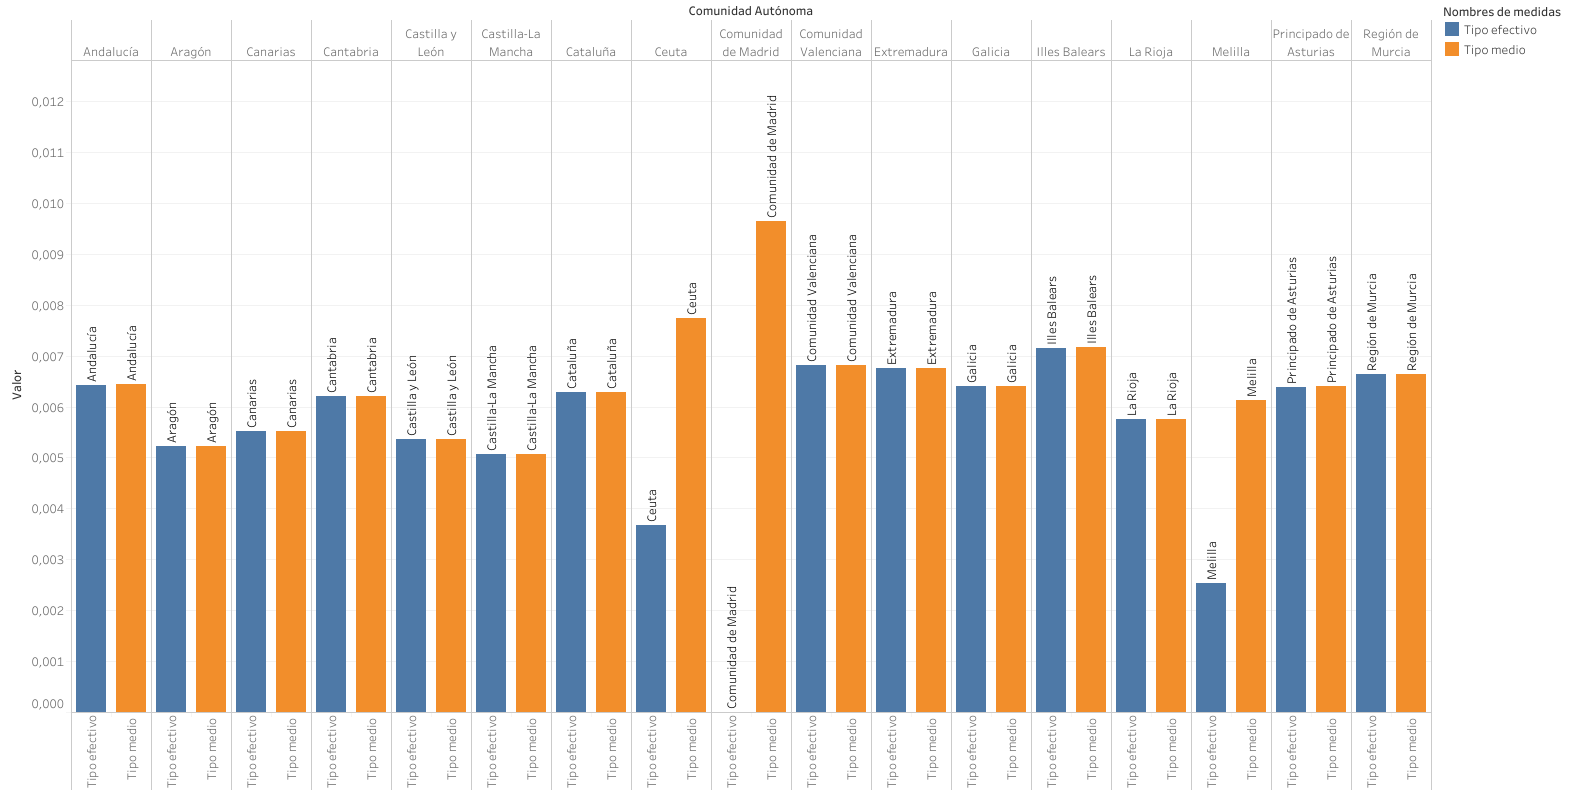 Comunidad Autónoma
Andalucía
Aragón
Canarias
Cantabria
Castilla y
León
Castilla-La
Mancha
Cataluña
Ceuta
Comunidad
de Madrid
Comunidad
Valenciana
Extremadura
Galicia
Illes Balears
La Rioja
Melilla
Principado de
Asturias
Región de
Murcia
Nombres de medidas
Tipo efectivo
Tipo medio
Valor
0,012
0,011
0,010
0,009
0,008
0,007
0,006
0,005
0,004
0,003
0,002
0,001
0,000
Andalucía
Andalucía
Aragón
Aragón
Canarias
Canarias
Cantabria
Cantabria
Castilla y León
Castilla y León
Castilla-La Mancha
Castilla-La Mancha
Cataluña
Cataluña
Ceuta
Ceuta
Comunidad de Madrid
Comunidad de Madrid
Comunidad Valenciana
Comunidad Valenciana
Extremadura
Extremadura
Galicia
Galicia
Illes Balears
Illes Balears
La Rioja
La Rioja
Melilla
Melilla
Principado de Asturias
Principado de Asturias
Región de Murcia
Región de Murcia
Tipo efectivo
Tipo medio
Tipo efectivo
Tipo medio
Tipo efectivo
Tipo medio
Tipo efectivo
Tipo medio
Tipo efectivo
Tipo medio
Tipo efectivo
Tipo medio
Tipo efectivo
Tipo medio
Tipo efectivo
Tipo medio
Tipo efectivo
Tipo medio
Tipo efectivo
Tipo medio
Tipo efectivo
Tipo medio
Tipo efectivo
Tipo medio
Tipo efectivo
Tipo medio
Tipo efectivo
Tipo medio
Tipo efectivo
Tipo medio
Tipo efectivo
Tipo medio
Tipo efectivo
Tipo medio